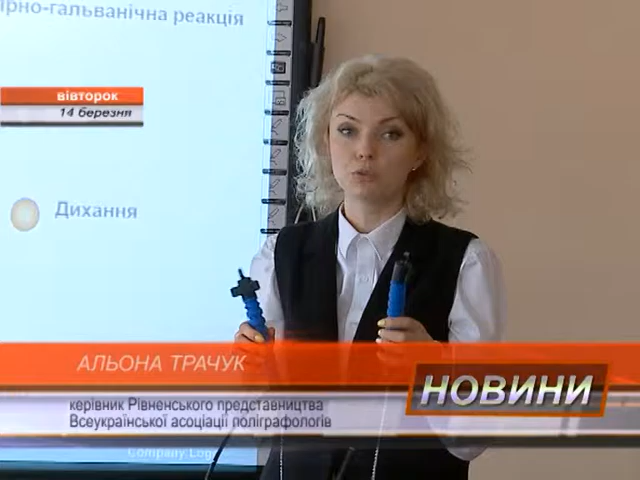 ірно-гальванічна реакція
вівторок
14 березня
Дихання
АЛЬОНА ТРАЧУК
керівник Рівненського представництва
Всеукраїнської асоціації поліграфологів
НОВИНИ
Company Logo